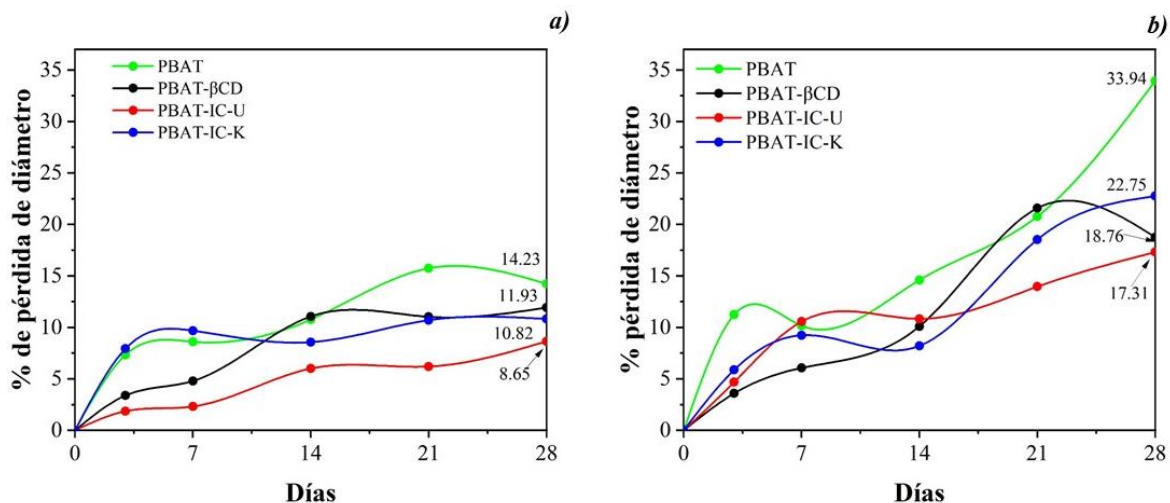 a)
% de pérdida de diámetro
35
30
25
20
15
10
5
0
PBAT
PBAT-βCD
PBAT-IC-U
PBAT-IC-K
14.23
11.93
10.82
8.65
0 7 14 21 28
Días
b)
% pérdida de diámetro
35
30
25
20
15
10
5
0
PBAT
PBAT-βCD
PBAT-IC-U
PBAT-IC-K
33.94
22.75
18.76
17.31
0 7 14 21 28
Días